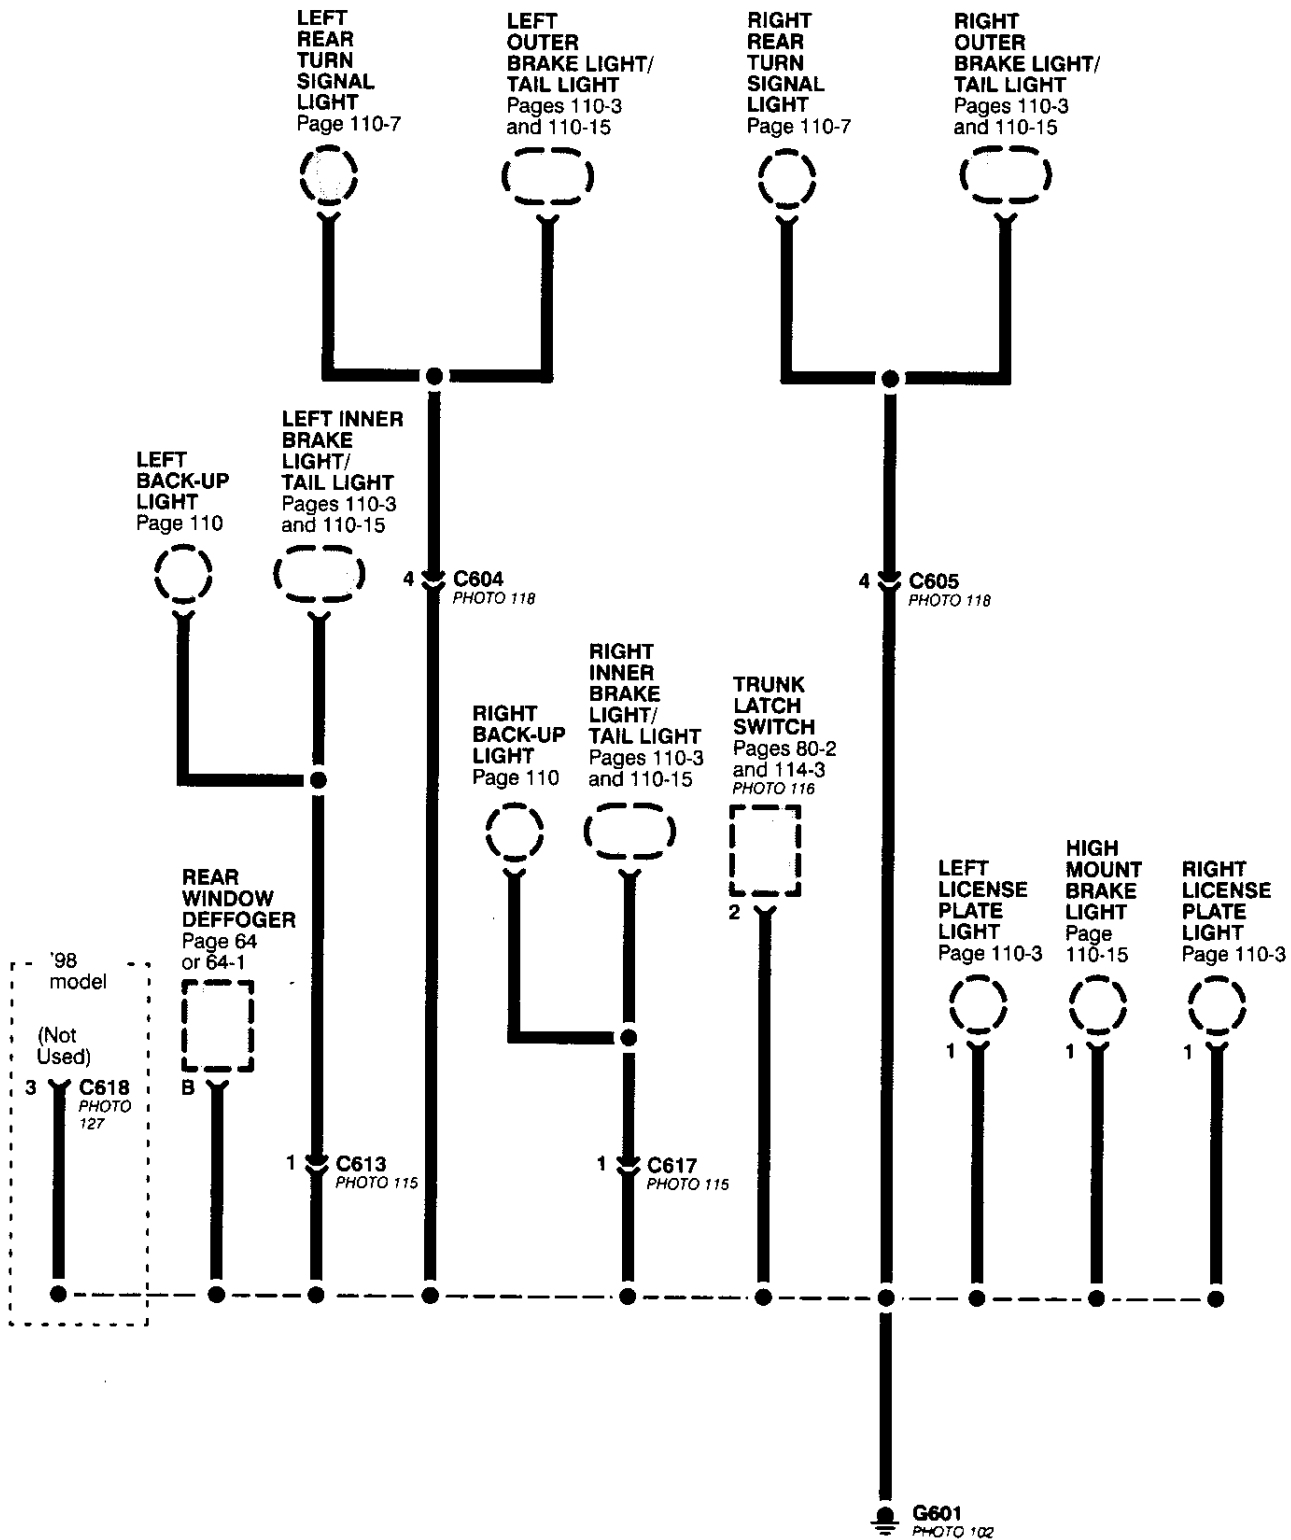 LEFT
REAR
TURN
SIGNAL
LIGHT
Page 110-7
LEFT
OUTER
BRAKE LIGHT/
TAIL LIGHT
Pages 110-3
and 110-15
RIGHT
REAR
TURN
SIGNAL
LIGHT
Page 110-7
RIGHT
OUTER
BRAKE LIGHT/
TAIL LIGHT
Pages 110-3
and 110-15
LEFT
BACK-UP
LIGHT
Page 110
LEFT INNER
BRAKE
LIGHT/
TAIL LIGHT
Pages 110-3
and 110-15
4 C604
PHOTO 118
4 C605
PHOTO 118
RIGHT
BACK-UP
LIGHT
Page 110
RIGHT
INNER
BRAKE
LIGHT/
TAIL LIGHT
Pages 110-3
and 110-15
TRUNK
LATCH
SWITCH
Pages 80-2
and 114-3
PHOTO 116
2
REAR
WINDOW
DEFFOGER
Page 64
or 64-1
B
LEFT
LICENSE
PLATE
LIGHT
Page 110-3
1
HIGH
MOUNT
BRAKE
LIGHT
Page
110-15
1
RIGHT
LICENSE
PLATE
LIGHT
Page 110-3
1
'98
model
(Not
Used)
3 C618
PHOTO
127
1 C613
PHOTO 115
1 C617
PHOTO 115
G601
PHOTO 102